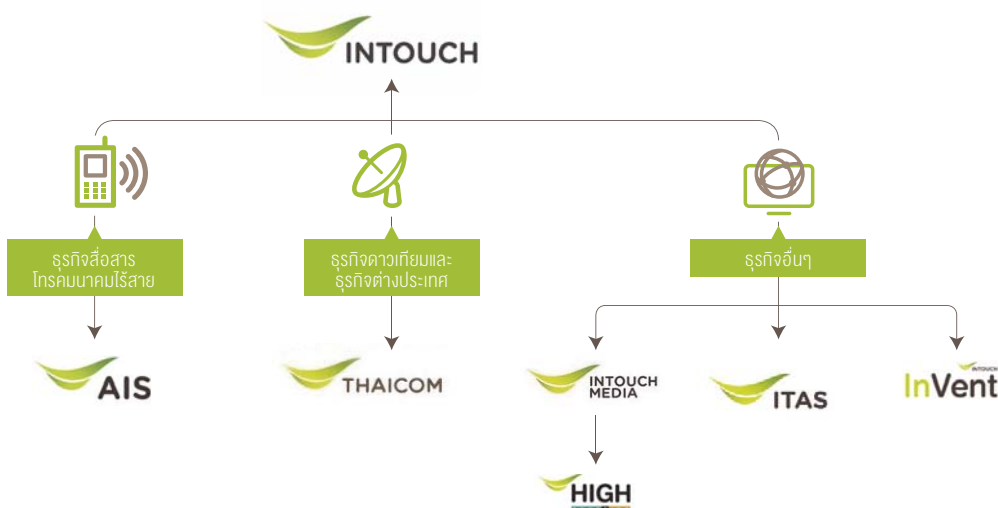 INTOUCH
ธุรกิจสื่อสาร
โทรคมนาคมไร้สาย
ธุรกิจดาวเทียมและ
ธุรกิจต่างประเทศ
ธุรกิจอื่นๆ
AIS
THAICOM
INTOUCH
MEDIA
ITAS
INTOUCH
InVent
HIGH